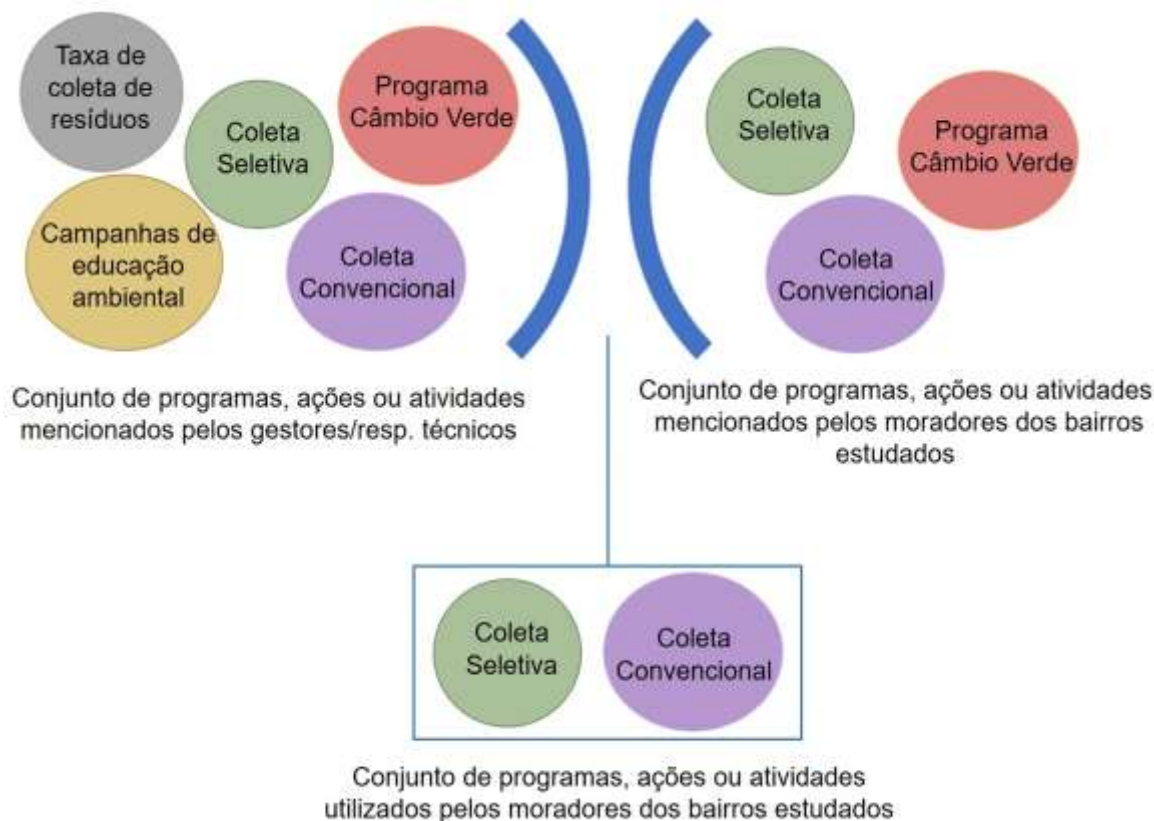 Taxa de
coleta de
resíduos
Coleta
Seletiva
Programa
Câmbio Verde
Campanhas de
educação
ambiental
Coleta
Convencional
Conjunto de programas, ações ou atividades
mencionados pelos gestores/resp. técnicos
Coleta
Seletiva
Programa
Câmbio Verde
Coleta
Convencional
Conjunto de programas, ações ou atividades
mencionados pelos moradores dos bairros
estudados
Coleta
Seletiva
Coleta
Convencional
Conjunto de programas, ações ou atividades
utilizados pelos moradores dos bairros estudados